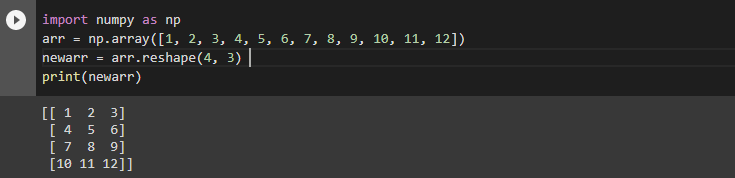 import numpy as np
arr = np.array([1, 2, 3, 4, 5, 6, 7, 8, 9, 10, 11, 12])
newarr = arr.reshape(4, 3)
print(newarr)
[[ 1  2  3]
 [ 4  5  6]
 [ 7  8  9]
 [10 11 12]]